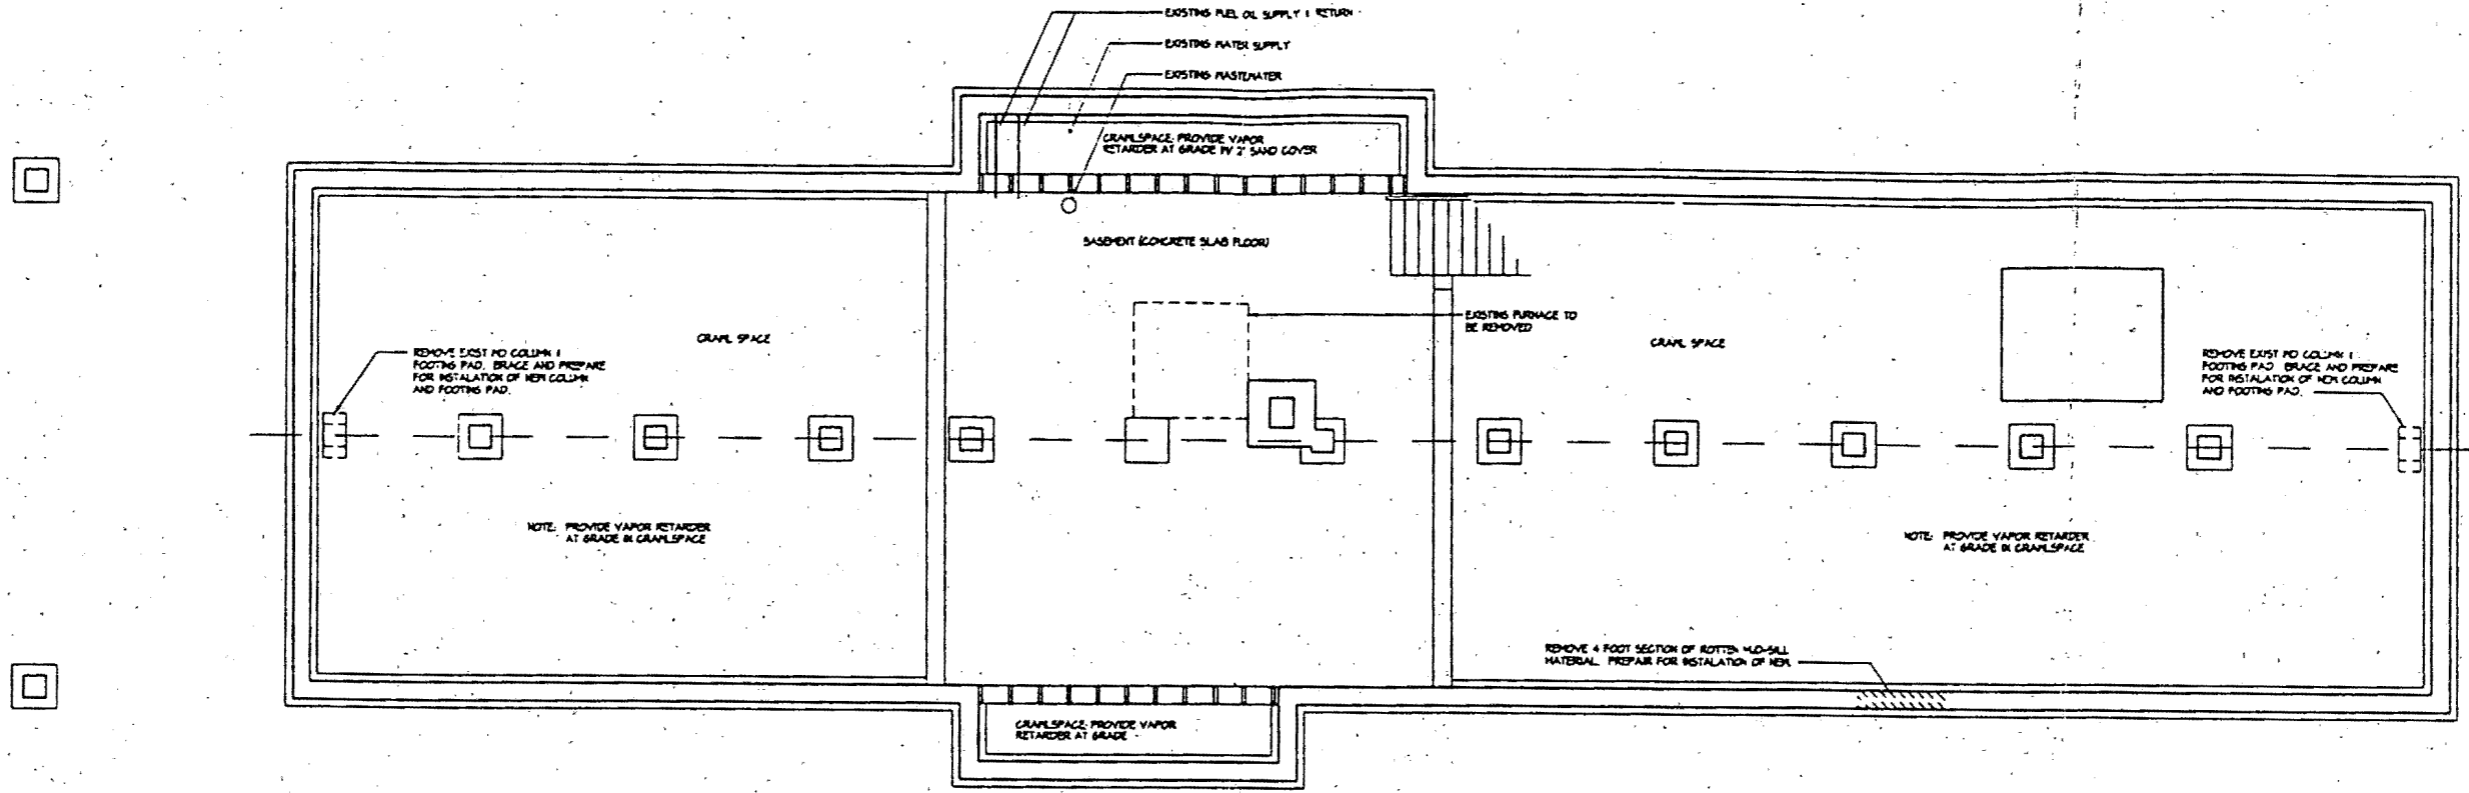 EXISTING FUEL OIL SUPPLY & RETURN
EXISTING WATER SUPPLY
EXISTING WASTEWATER
CRAWLSPACE: PROVIDE VAPOR
RETARDER AT GRADE W/ 2" SAND COVER
BASEMENT (CONCRETE SLAB FLOOR)
EXISTING FURNACE TO
BE REMOVED
CRAWL SPACE
CRAWL SPACE
REMOVE EXIST WD COLUMN &
FOOTING PAD. BRACE AND PREPARE
FOR INSTALATION OF NEW COLUMN
AND FOOTING PAD.
REMOVE EXIST WD COLUMN &
FOOTING PAD. BRACE AND PREPARE
FOR INSTALATION OF NEW COLUMN
AND FOOTING PAD.
NOTE: PROVIDE VAPOR RETARDER
AT GRADE IN CRAWLSPACE
NOTE: PROVIDE VAPOR RETARDER
AT GRADE IN CRAWLSPACE
REMOVE 4 FOOT SECTION OF ROTTEN MUD-SILL
MATERIAL. PREPAIR FOR INSTALATION OF NEW.
CRAWLSPACE: PROVIDE VAPOR
RETARDER AT GRADE